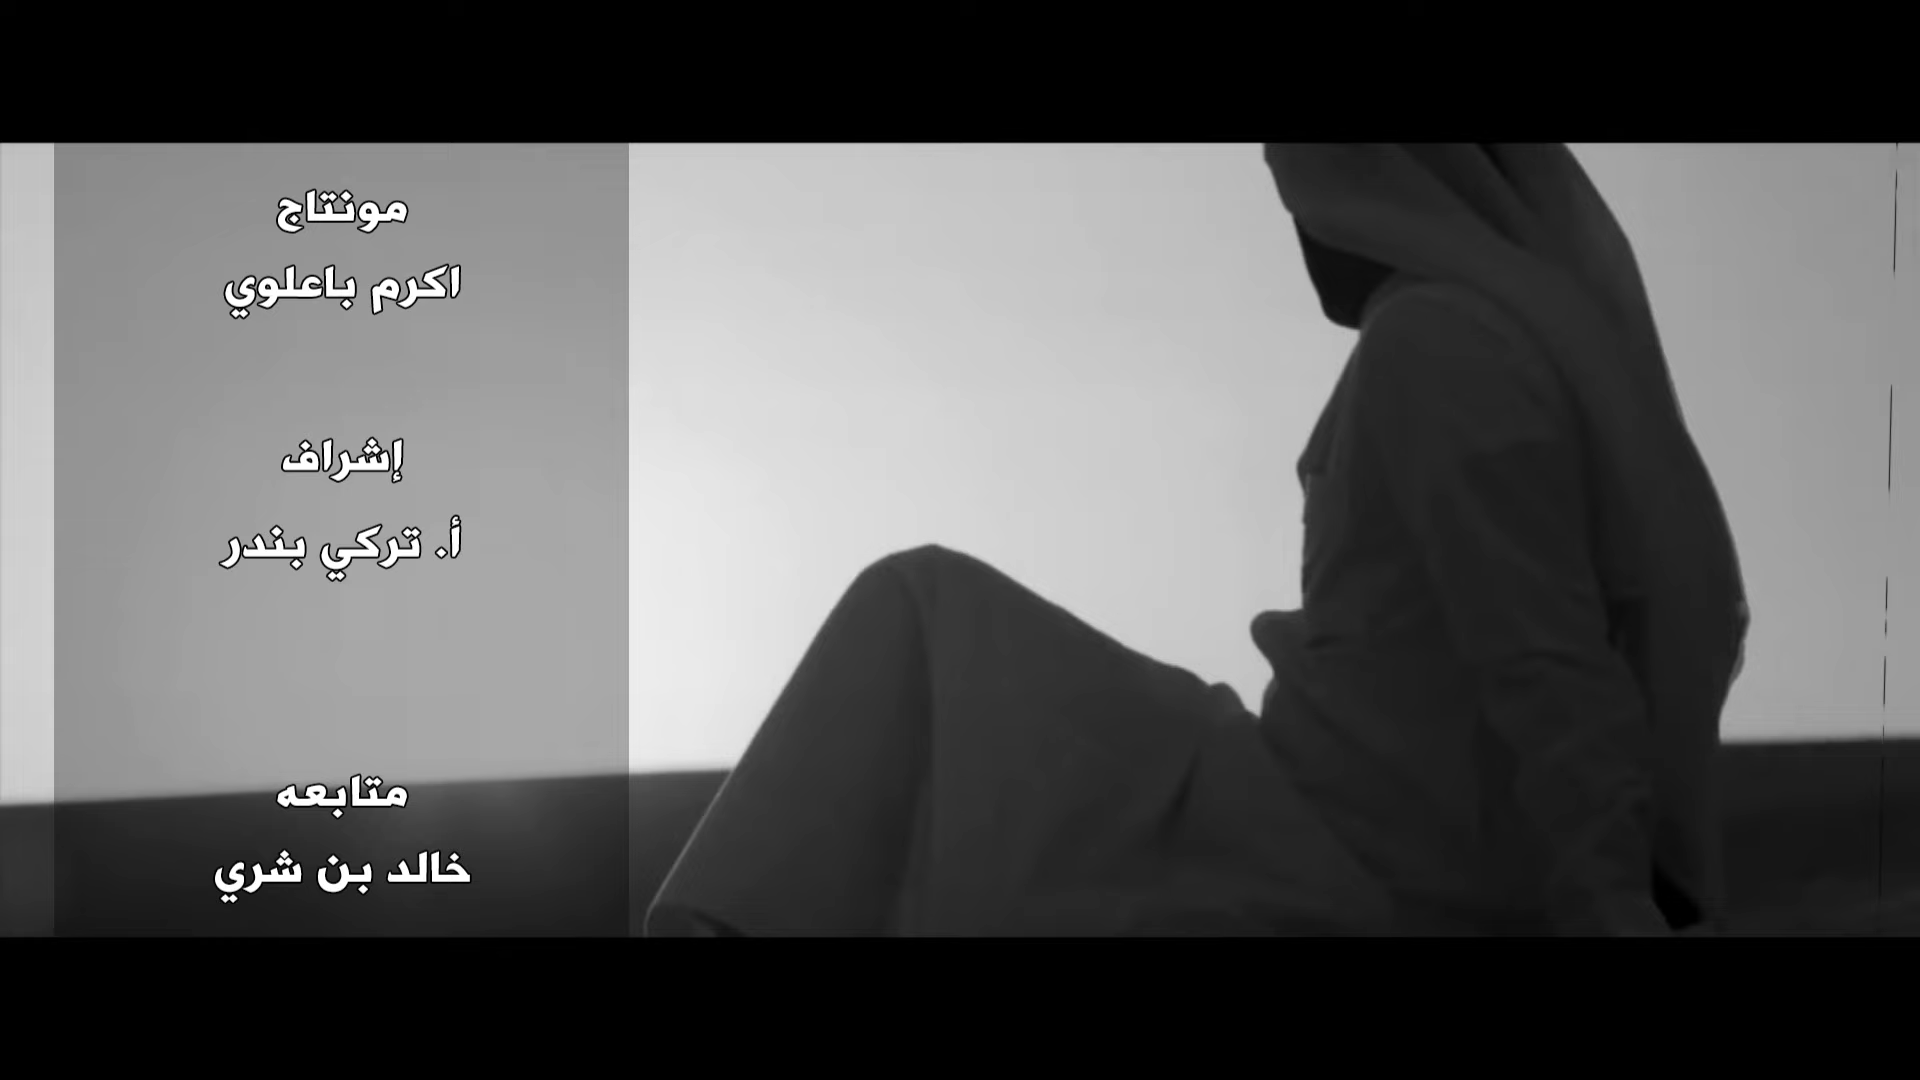 مونتاج
اكرم باعلوي
إشراف
أ. تركي بندر
متابعه
خالد بن شري